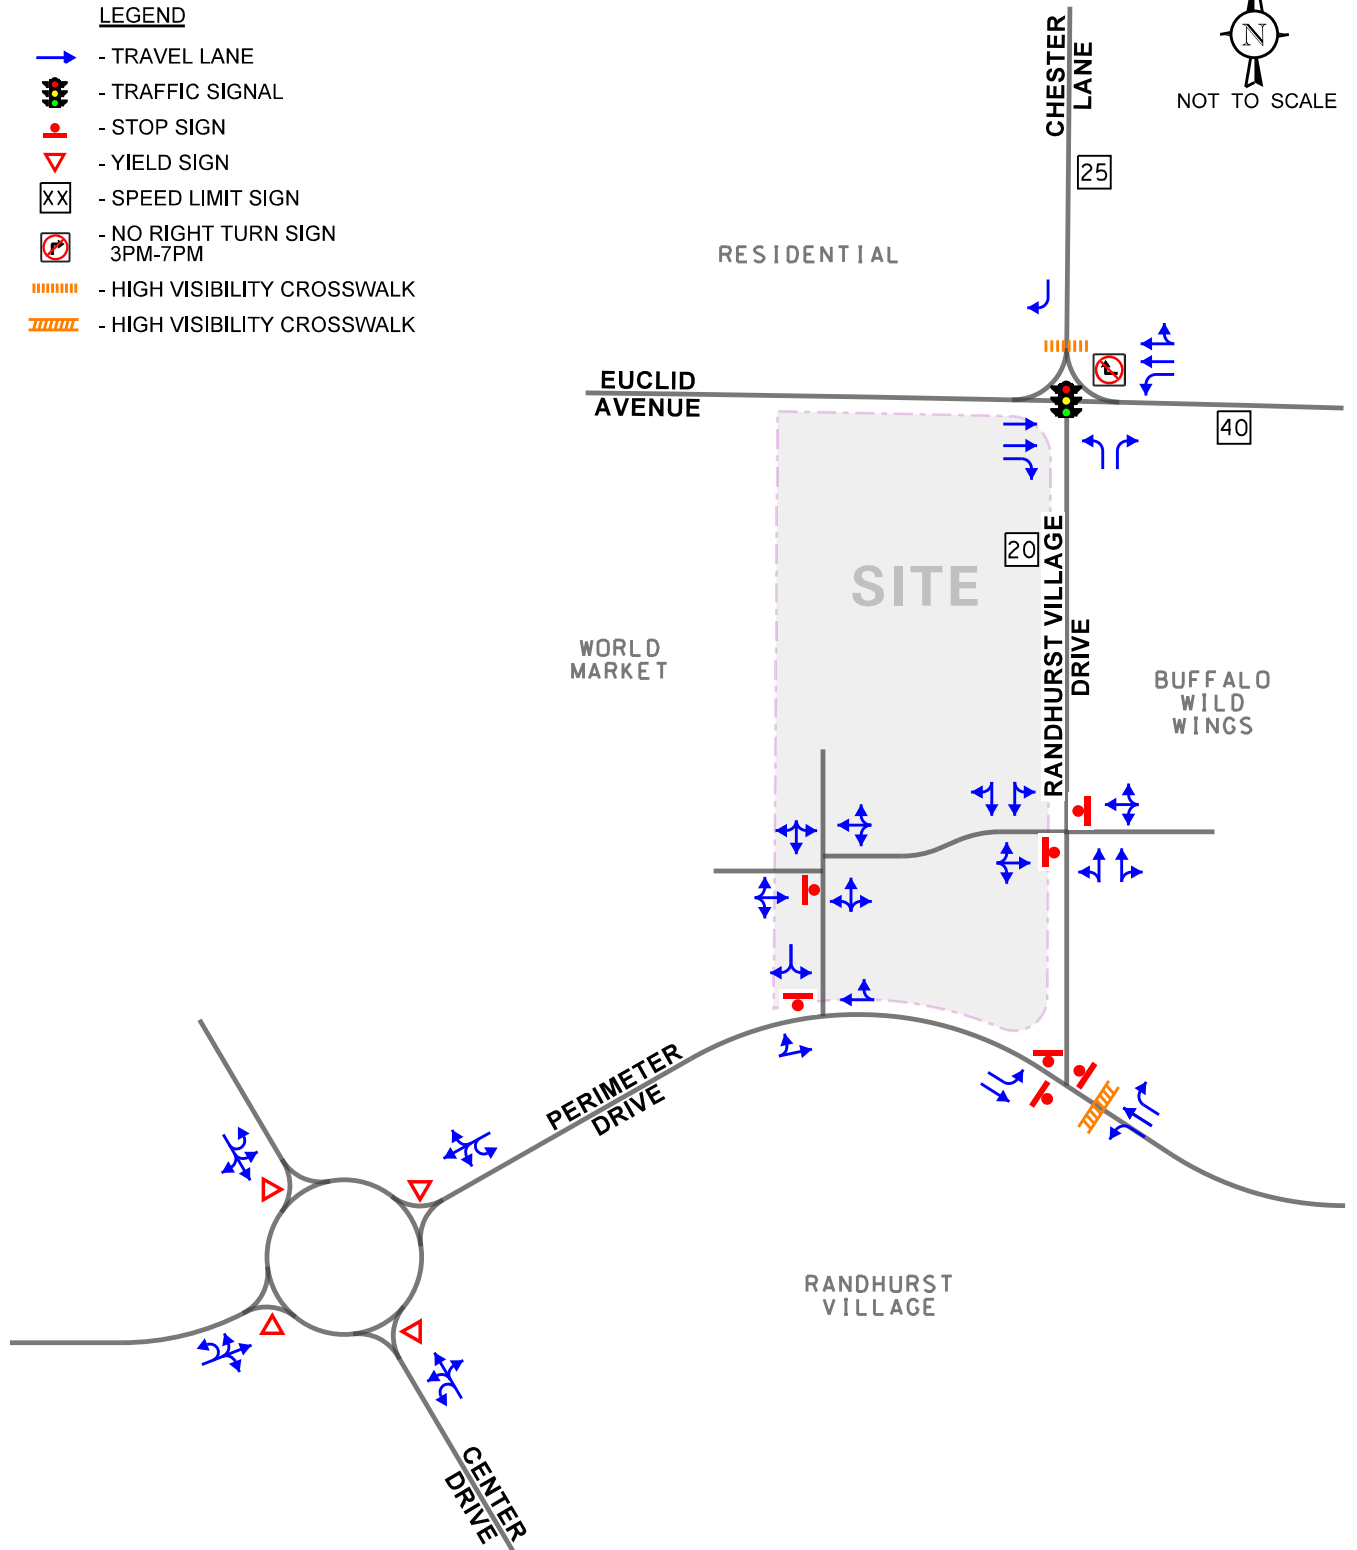 LEGEND
- TRAVEL LANE
- TRAFFIC SIGNAL
- STOP SIGN
- YIELD SIGN
XX - SPEED LIMIT SIGN
- NO RIGHT TURN SIGN
3PM-7PM
- HIGH VISIBILITY CROSSWALK
- HIGH VISIBILITY CROSSWALK
N
NOT TO SCALE
CHESTER
LANE
25
RESIDENTIAL
EUCLID
AVENUE
40
SITE
20
RANDHURST VILLAGE
DRIVE
WORLD
MARKET
BUFFALO
WILD
WINGS
PERIMETER
DRIVE
RANDHURST
VILLAGE
CENTER
DRIVE